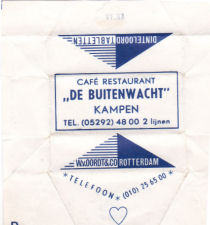 DINTELOORD TABLETTEN
CAFÉ RESTAURANT
„DE BUITENWACHT"
KAMPEN
TEL. (05292) 48 00 2 lijnen
W.v.OORDT&CO ROTTERDAM
* TELEFOON * (010) 25 65 00 *